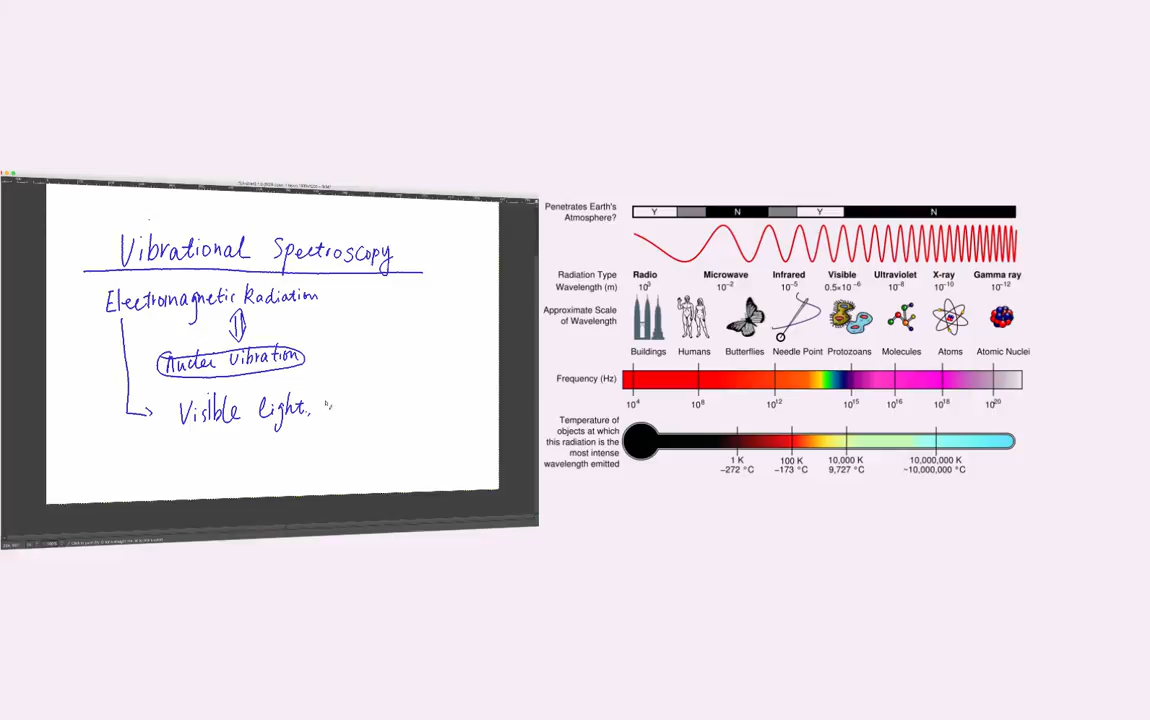 Vibrational Spectroscopy
Electromagnetic Radiation
Vibration
Visible light,
Penetrates Earth's
Atmosphere?
Y N Y N
Radiation Type Radio Microwave Infrared Visible Ultraviolet X-ray Gamma ray
Wavelength (m) 10³ 10⁻² 10⁻⁵ 0.5×10⁻⁶ 10⁻⁸ 10⁻¹⁰ 10⁻¹²
Approximate Scale
of Wavelength
Buildings Humans Butterflies Needle Point Protozoans Molecules Atoms Atomic Nuclei
Frequency (Hz)
10⁴ 10⁸ 10¹² 10¹⁵ 10¹⁶ 10¹⁸ 10²⁰
Temperature of
objects at which
this radiation is the
most intense
wavelength emitted
1 K 100 K 10,000 K 10,000,000 K
−272 °C −173 °C 9,727 °C ~10,000,000 °C